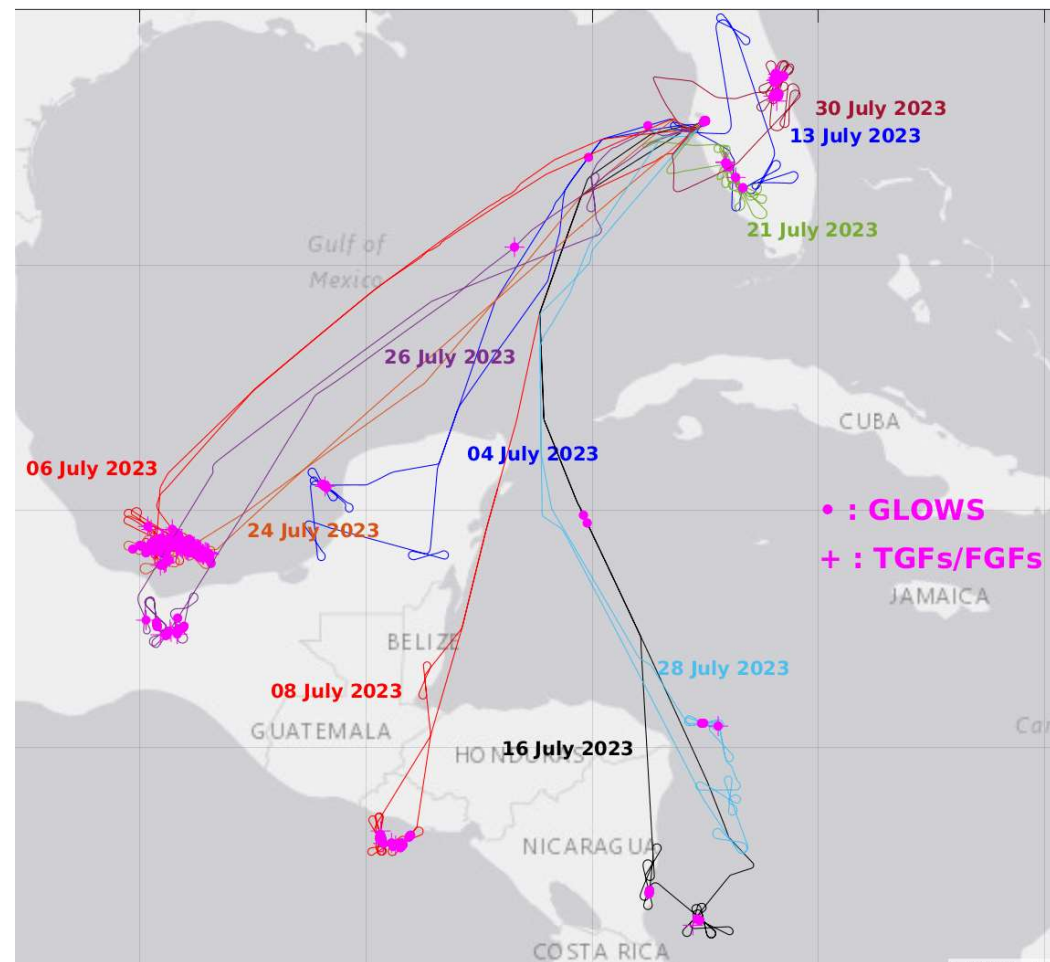 30 July 2023
13 July 2023
21 July 2023
Gulf of
Mexico
26 July 2023
CUBA
04 July 2023
06 July 2023
• : GLOWS
24 July 2023
+ : TGFs/FGFs
JAMAICA
BELIZE
28 July 2023
08 July 2023
GUATEMALA
16 July 2023
HONDURAS
NICARAGUA
COSTA RICA